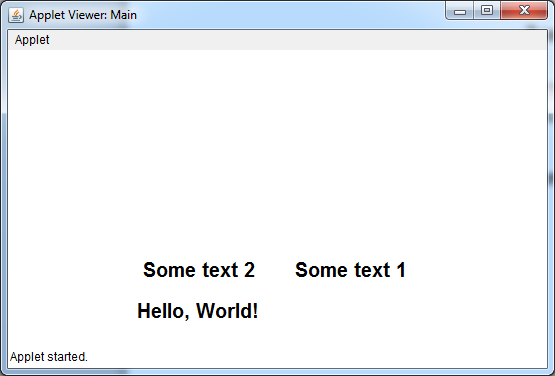 Applet Viewer: Main
Applet
Some text 2 Some text 1
Hello, World!
Applet started.